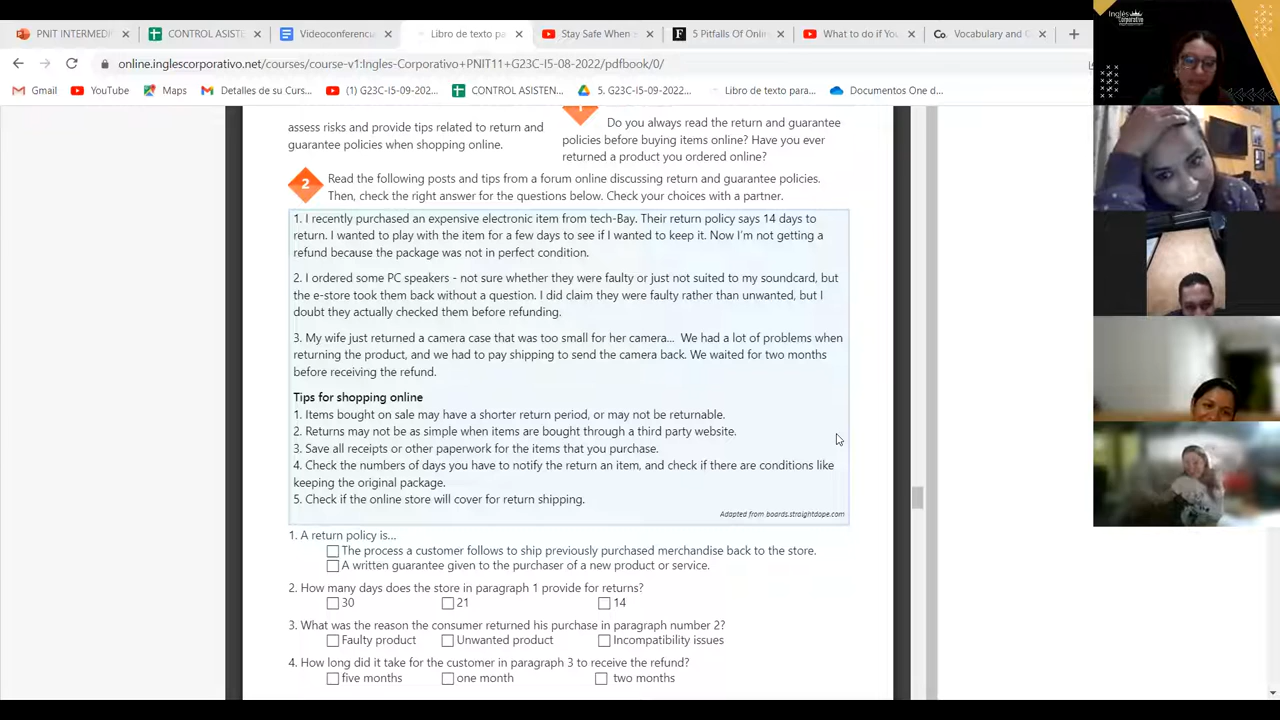 PNIT INTERMEDI
CONTROL ASISTE
Videoconferenci
Libro de texto pa
Stay Safe When
5 Pitfalls Of Onlin
What to do if You
Vocabulary and C
online.inglescorporativo.net/courses/course-v1:Ingles-Corporativo+PNIT11+G23C-I5-08-2022/pdfbook/0/
Gmail
YouTube
Maps
Detalles de su Curs...
(1) G23C-I5-09-202...
CONTROL ASISTEN...
5. G23C-I5-09-2022...
Libro de texto para...
Documentos One d...
Inglés
Corporativo
assess risks and provide tips related to return and
guarantee policies when shopping online.
1
Do you always read the return and guarantee
policies before buying items online? Have you ever
returned a product you ordered online?
2
Read the following posts and tips from a forum online discussing return and guarantee policies.
Then, check the right answer for the questions below. Check your choices with a partner.
1. I recently purchased an expensive electronic item from tech-Bay. Their return policy says 14 days to
return. I wanted to play with the item for a few days to see if I wanted to keep it. Now I'm not getting a
refund because the package was not in perfect condition.
2. I ordered some PC speakers - not sure whether they were faulty or just not suited to my soundcard, but
the e-store took them back without a question. I did claim they were faulty rather than unwanted, but I
doubt they actually checked them before refunding.
3. My wife just returned a camera case that was too small for her camera... We had a lot of problems when
returning the product, and we had to pay shipping to send the camera back. We waited for two months
before receiving the refund.
Tips for shopping online
1. Items bought on sale may have a shorter return period, or may not be returnable.
2. Returns may not be as simple when items are bought through a third party website.
3. Save all receipts or other paperwork for the items that you purchase.
4. Check the numbers of days you have to notify the return an item, and check if there are conditions like
keeping the original package.
5. Check if the online store will cover for return shipping.
Adapted from boards.straightdope.com
1. A return policy is...
The process a customer follows to ship previously purchased merchandise back to the store.
A written guarantee given to the purchaser of a new product or service.
2. How many days does the store in paragraph 1 provide for returns?
30 21 14
3. What was the reason the consumer returned his purchase in paragraph number 2?
Faulty product Unwanted product Incompatibility issues
4. How long did it take for the customer in paragraph 3 to receive the refund?
five months one month two months